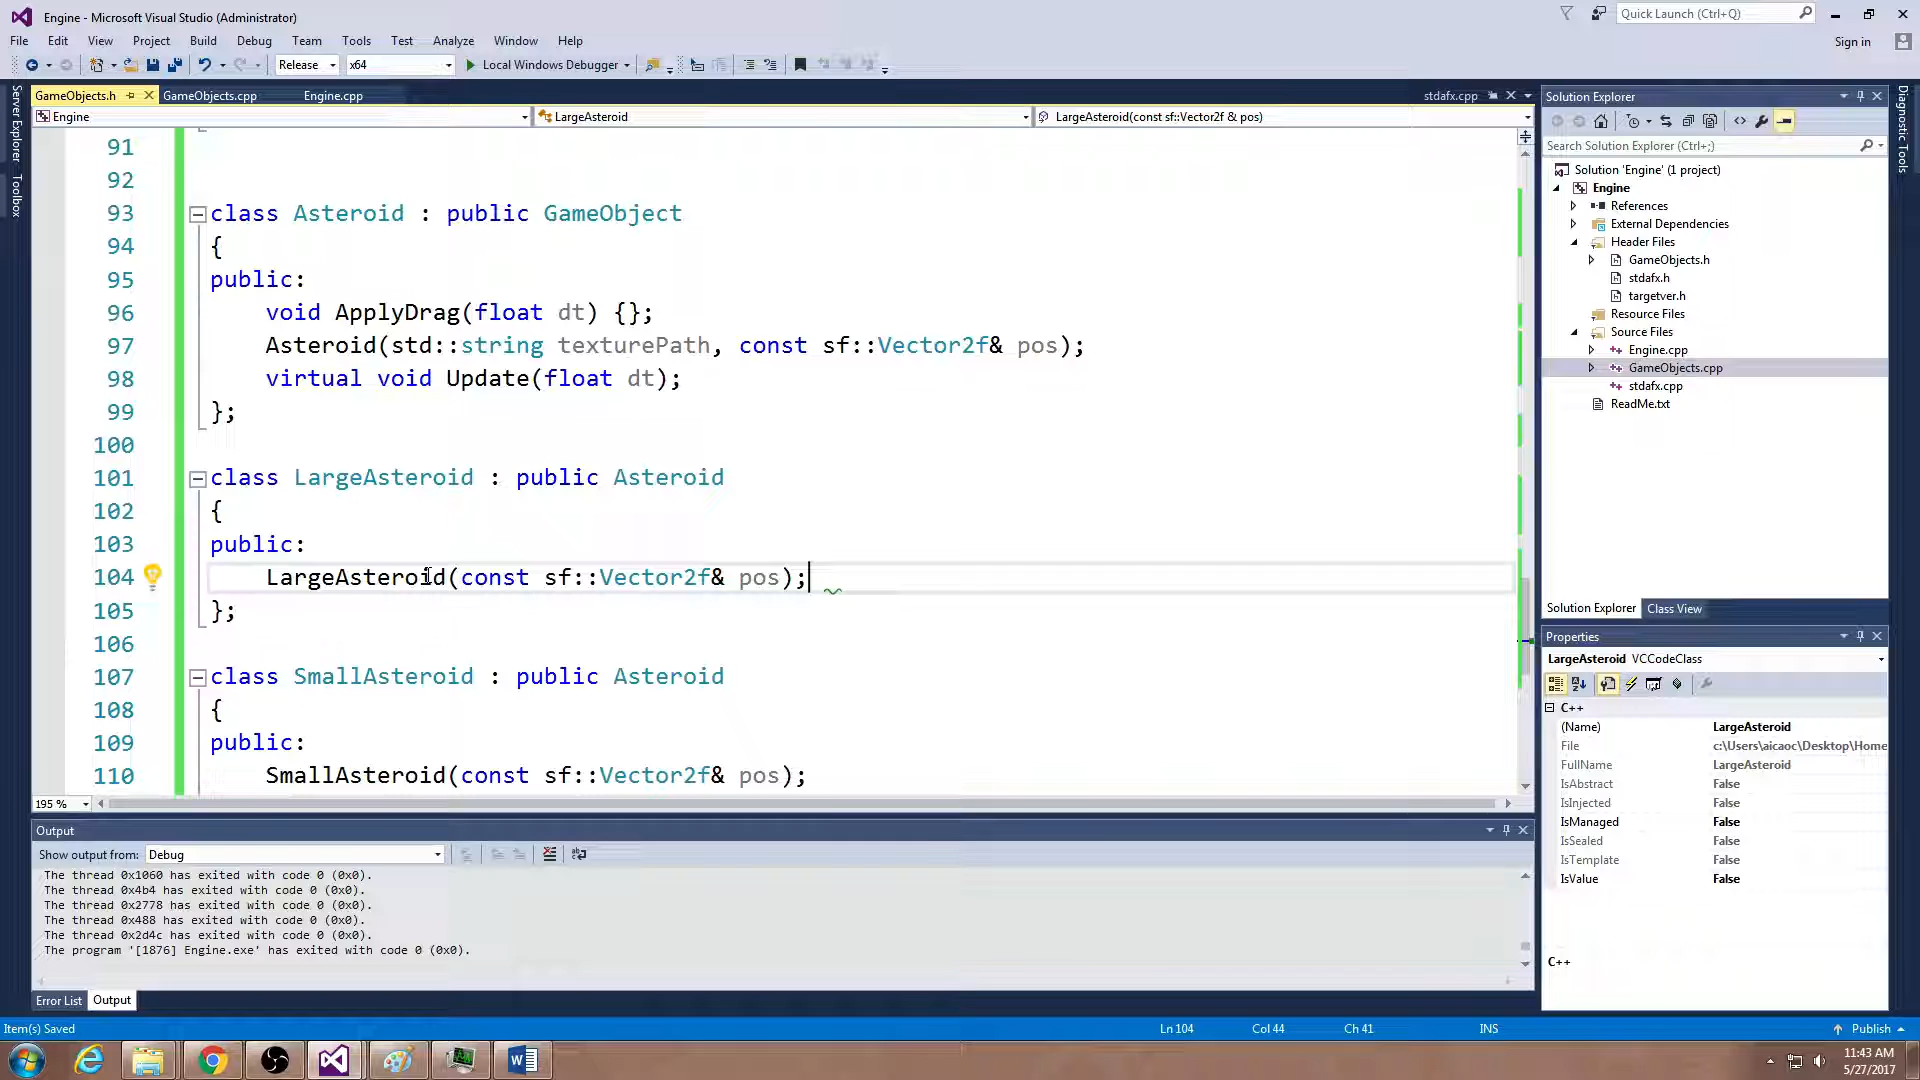 Engine - Microsoft Visual Studio (Administrator)
Quick Launch (Ctrl+Q)
File Edit View Project Build Debug Team Tools Test Analyze Window Help
Sign in
Release x64 Local Windows Debugger
GameObjects.h GameObjects.cpp Engine.cpp stdafx.cpp
Engine LargeAsteroid LargeAsteroid(const sf::Vector2f & pos)
Server Explorer
Toolbox
91
92
93 class Asteroid : public GameObject
94 {
95 public:
96 void ApplyDrag(float dt) {};
97 Asteroid(std::string texturePath, const sf::Vector2f& pos);
98 virtual void Update(float dt);
99 };
100
101 class LargeAsteroid : public Asteroid
102 {
103 public:
104 LargeAsteroid(const sf::Vector2f& pos);
105 };
106
107 class SmallAsteroid : public Asteroid
108 {
109 public:
110 SmallAsteroid(const sf::Vector2f& pos);
195 %
Output
Show output from: Debug
The thread 0x1060 has exited with code 0 (0x0).
The thread 0x4b4 has exited with code 0 (0x0).
The thread 0x2778 has exited with code 0 (0x0).
The thread 0x488 has exited with code 0 (0x0).
The thread 0x2d4c has exited with code 0 (0x0).
The program '[1876] Engine.exe' has exited with code 0 (0x0).
Error List Output
Solution Explorer
Search Solution Explorer (Ctrl+;)
Solution 'Engine' (1 project)
Engine
References
External Dependencies
Header Files
GameObjects.h
stdafx.h
targetver.h
Resource Files
Source Files
Engine.cpp
GameObjects.cpp
stdafx.cpp
ReadMe.txt
Solution Explorer Class View
Properties
LargeAsteroid VCCodeClass
C++
(Name) LargeAsteroid
File c:\Users\aicaoc\Desktop\Home
FullName LargeAsteroid
IsAbstract False
IsInjected False
IsManaged False
IsSealed False
IsTemplate False
IsValue False
C++
Diagnostic Tools
Item(s) Saved Ln 104 Col 44 Ch 41 INS Publish
11:43 AM
5/27/2017